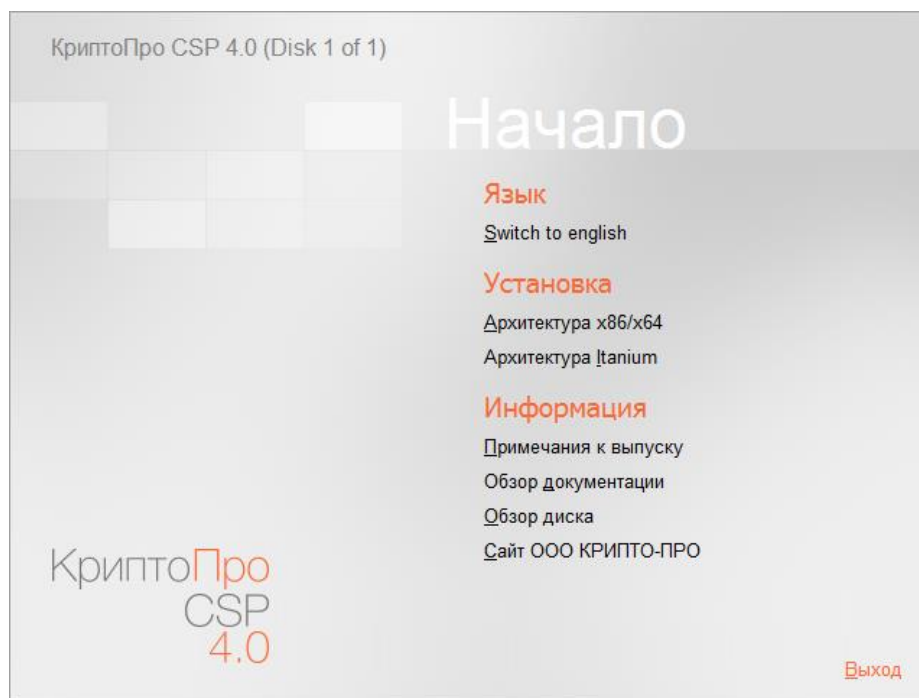 КриптоПро CSP 4.0 (Disk 1 of 1)
Начало
Язык
Switch to english
Установка
Архитектура x86/x64
Архитектура Itanium
Информация
Примечания к выпуску
Обзор документации
Обзор диска
Сайт ООО КРИПТО-ПРО
КриптоПро
CSP
4.0
Выход